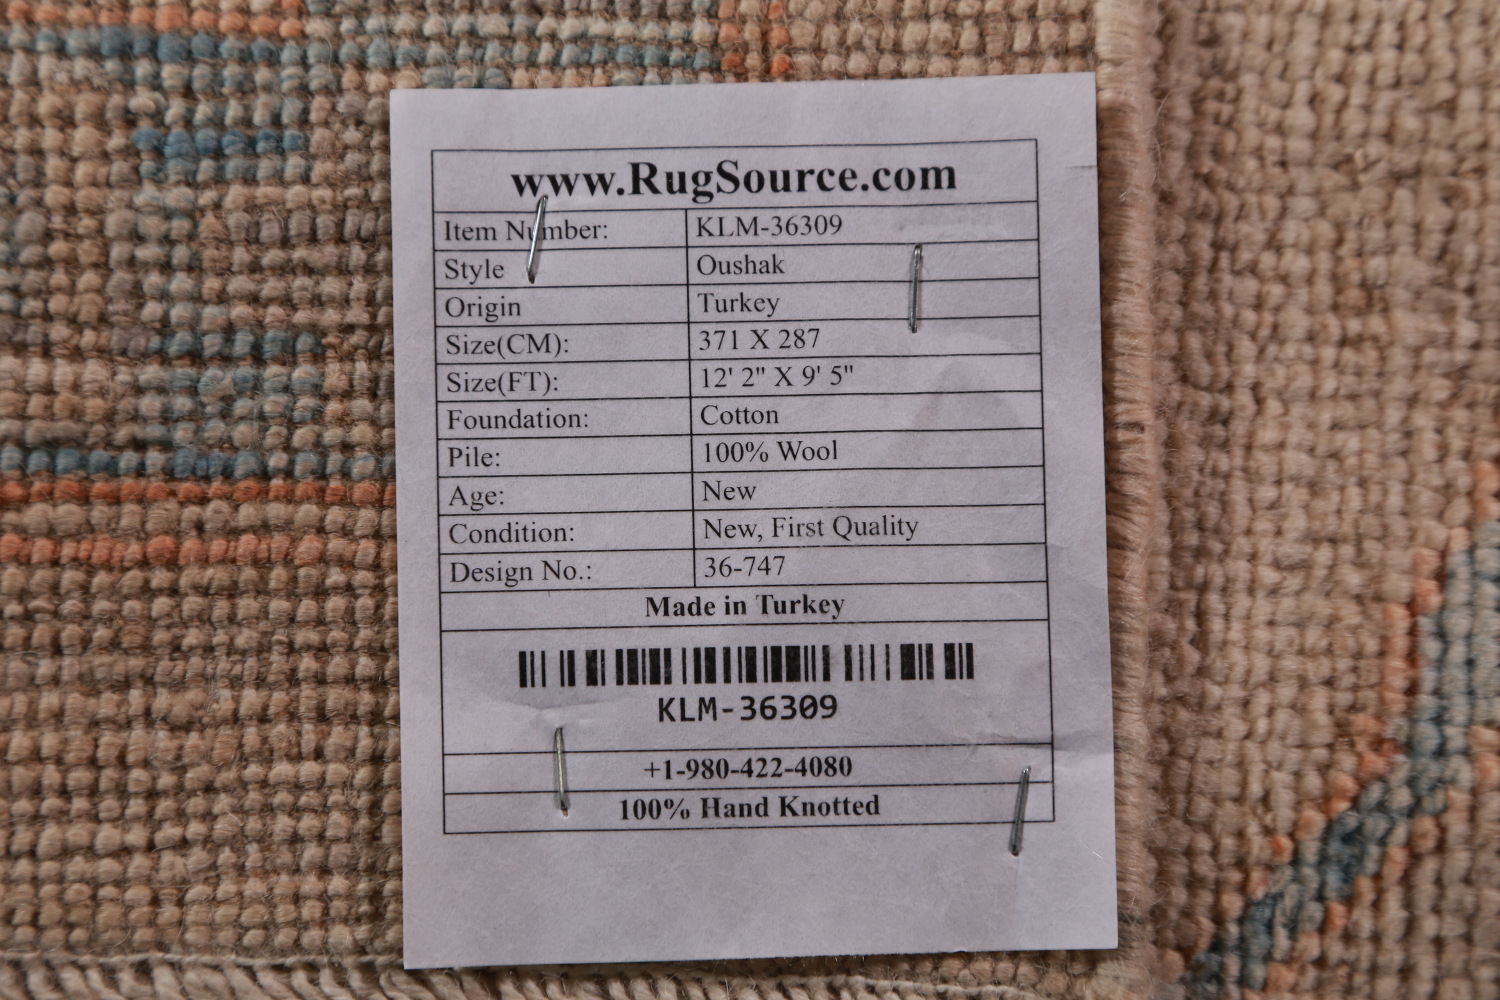 www.RugSource.com
Item Number: KLM-36309
Style Oushak
Origin Turkey
Size(CM): 371 X 287
Size(FT): 12' 2" X 9' 5"
Foundation: Cotton
Pile: 100% Wool
Age: New
Condition: New, First Quality
Design No.: 36-747
Made in Turkey
KLM-36309
+1-980-422-4080
100% Hand Knotted